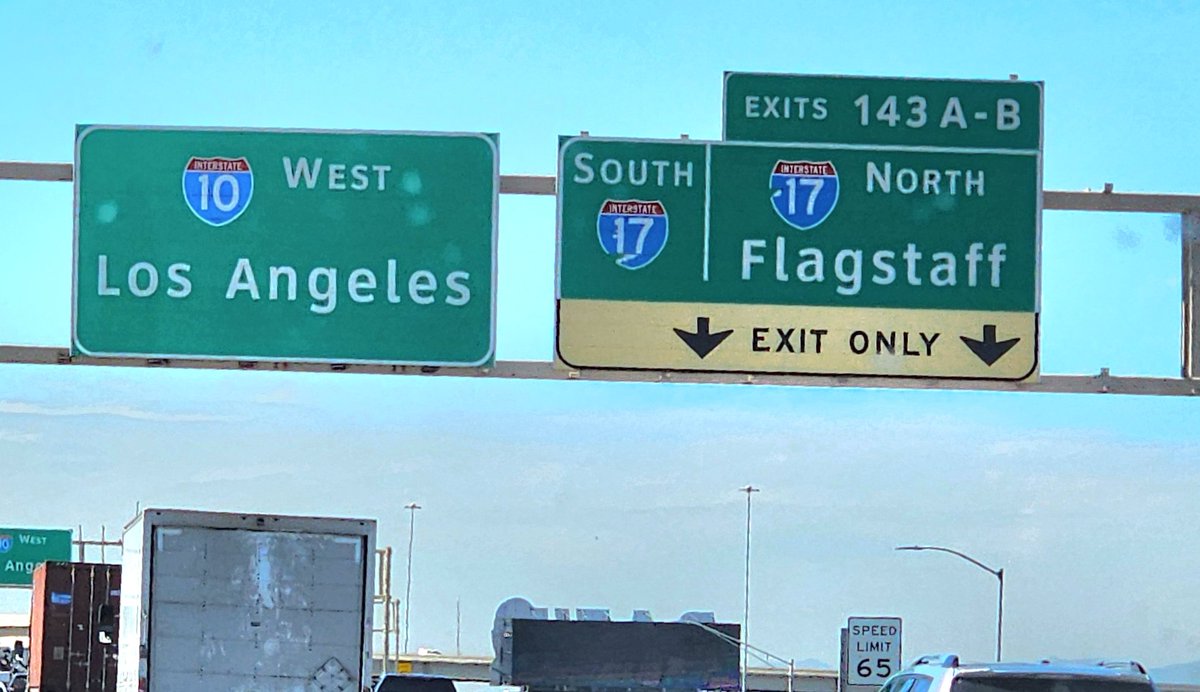 INTERSTATE
10
WEST
Los Angeles
EXITS 143 A-B
SOUTH
INTERSTATE
17
INTERSTATE
17
NORTH
Flagstaff
EXIT ONLY
WEST
SPEED
LIMIT
65